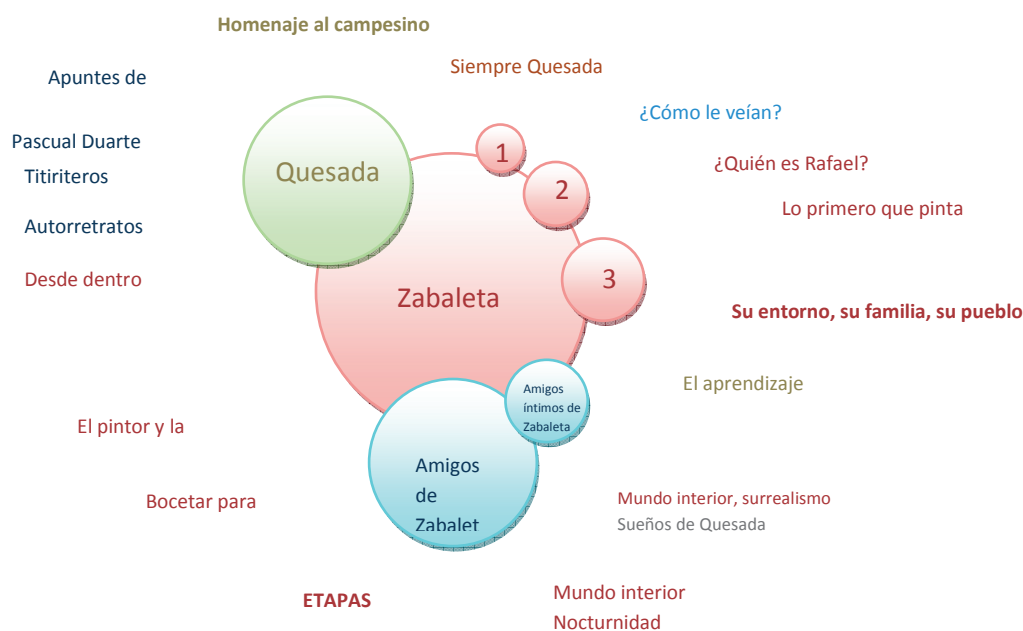 Homenaje al campesino
Siempre Quesada
Apuntes de
¿Cómo le veían?
Pascual Duarte
1
¿Quién es Rafael?
Titiriteros
Quesada
2
Lo primero que pinta
Autorretratos
Desde dentro
3
Zabaleta
Su entorno, su familia, su pueblo
El aprendizaje
Amigos
íntimos de
Zabaleta
El pintor y la
Amigos
de
Zabalet
Bocetar para
Mundo interior, surrealismo
Sueños de Quesada
ETAPAS
Mundo interior
Nocturnidad